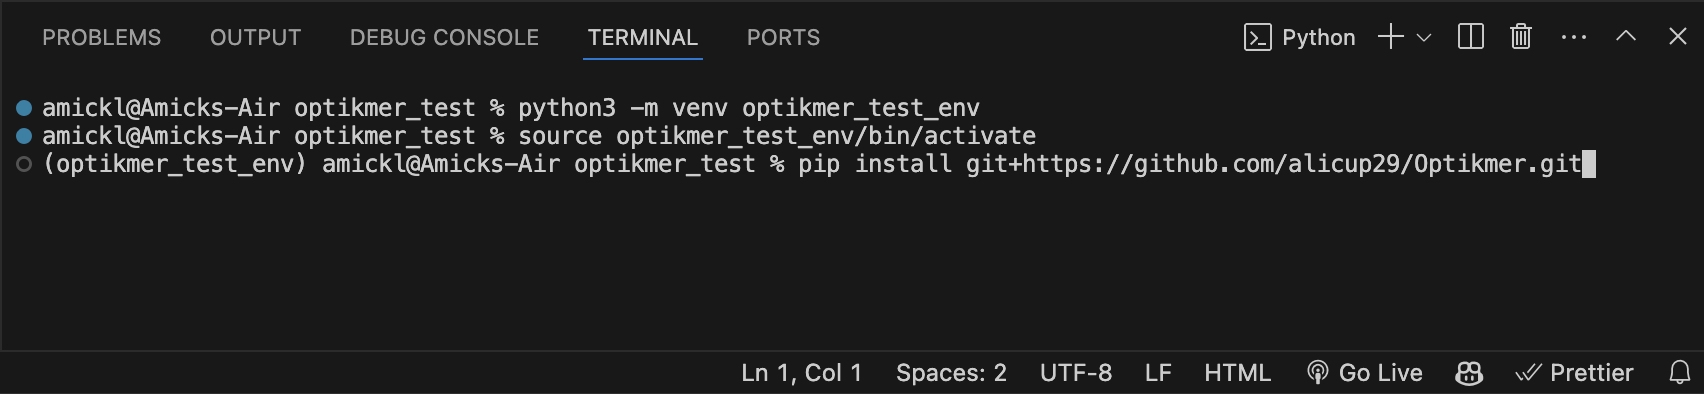 PROBLEMS OUTPUT DEBUG CONSOLE TERMINAL PORTS Python
amickl@Amicks-Air optikmer_test % python3 -m venv optikmer_test_env
amickl@Amicks-Air optikmer_test % source optikmer_test_env/bin/activate
(optikmer_test_env) amickl@Amicks-Air optikmer_test % pip install git+https://github.com/alicup29/Optikmer.git
Ln 1, Col 1 Spaces: 2 UTF-8 LF HTML Go Live Prettier